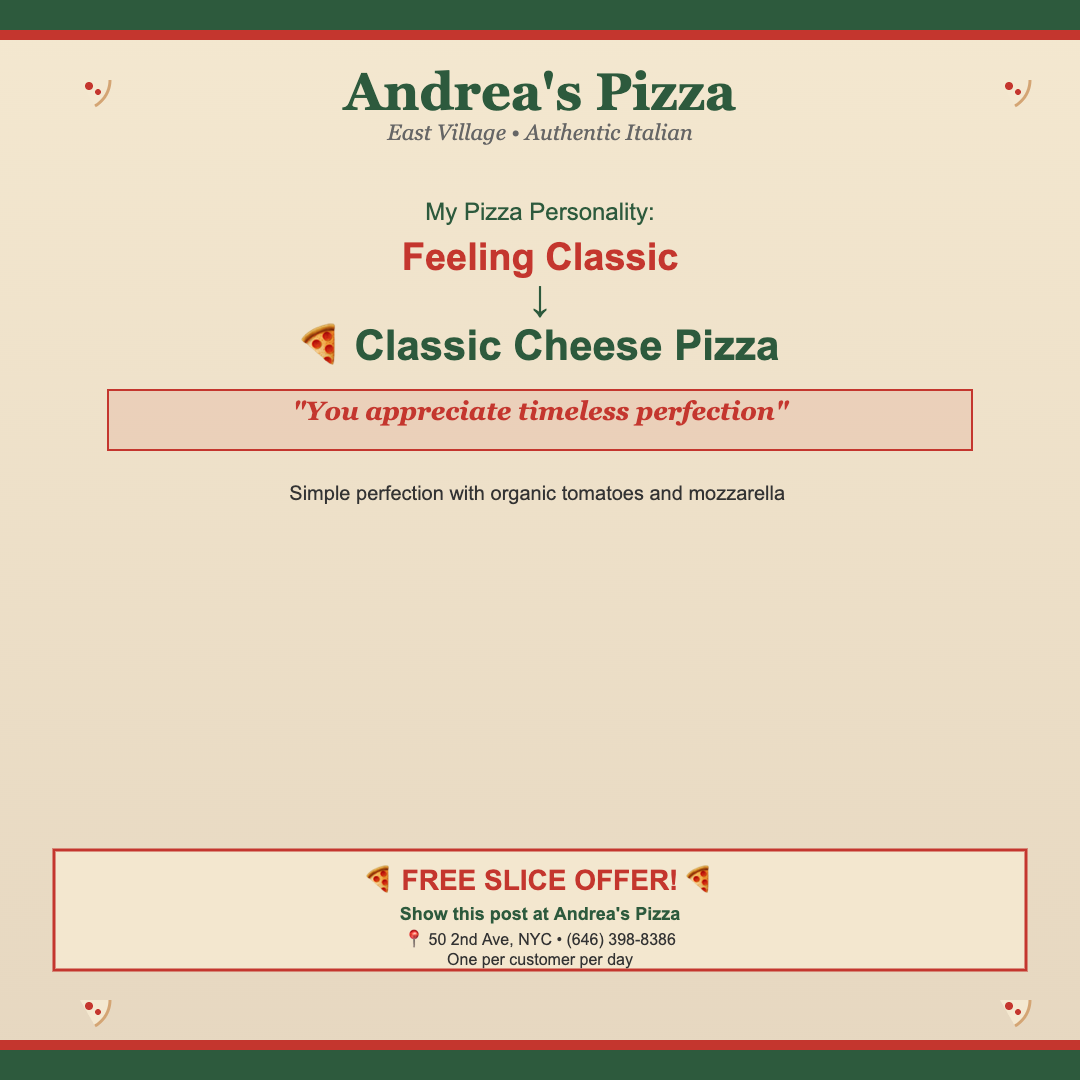 Andrea's Pizza
East Village • Authentic Italian
My Pizza Personality:
Feeling Classic
↓
🍕 Classic Cheese Pizza
"You appreciate timeless perfection"
Simple perfection with organic tomatoes and mozzarella
🍕 FREE SLICE OFFER! 🍕
Show this post at Andrea's Pizza
📍 50 2nd Ave, NYC • (646) 398-8386
One per customer per day